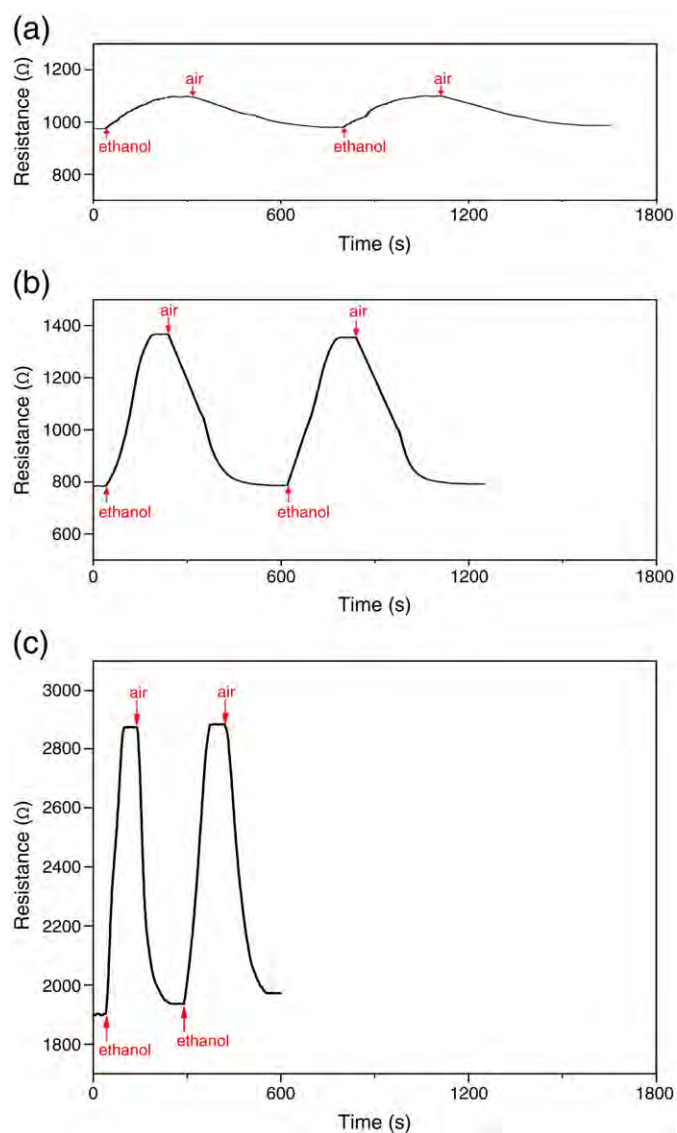 (a)
Resistance (Ω)
1200
1000
800
air
air
ethanol
ethanol
0
600
1200
1800
Time (s)
(b)
Resistance (Ω)
1400
1200
1000
800
600
air
air
ethanol
ethanol
0
600
1200
1800
Time (s)
(c)
Resistance (Ω)
3000
2800
2600
2400
2200
2000
1800
air
air
ethanol
ethanol
0
600
1200
1800
Time (s)